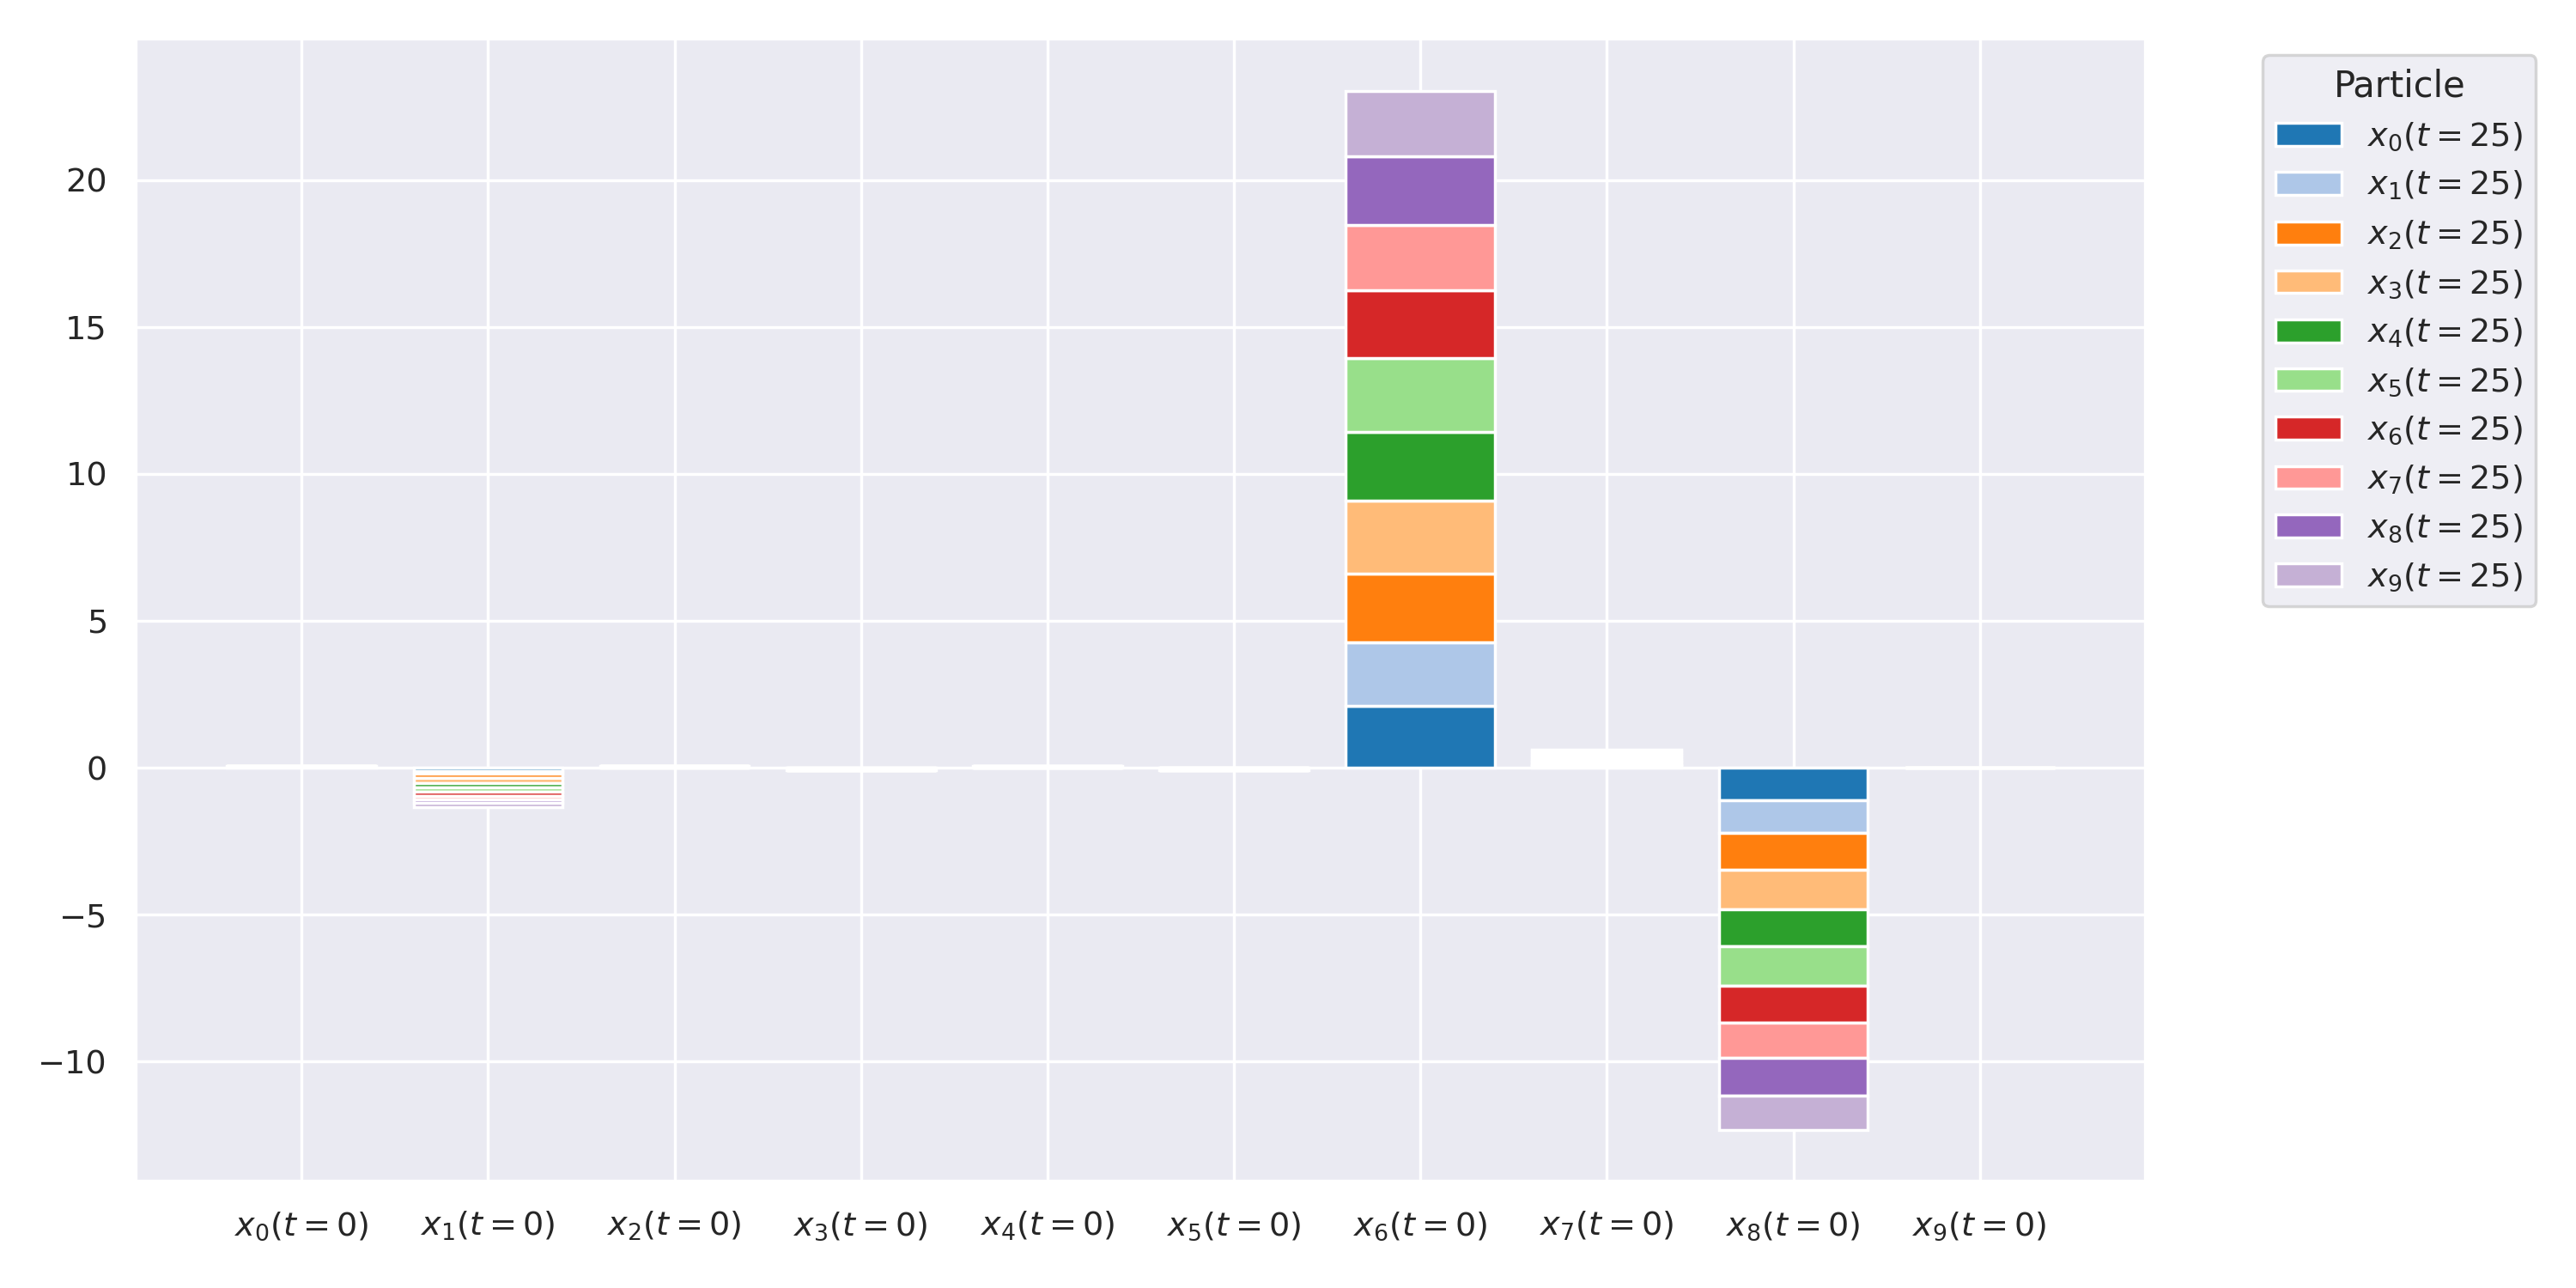 20
15
10
5
0
−5
−10
x₀(t = 0) x₁(t = 0) x₂(t = 0) x₃(t = 0) x₄(t = 0) x₅(t = 0) x₆(t = 0) x₇(t = 0) x₈(t = 0) x₉(t = 0)
Particle
x₀(t = 25)
x₁(t = 25)
x₂(t = 25)
x₃(t = 25)
x₄(t = 25)
x₅(t = 25)
x₆(t = 25)
x₇(t = 25)
x₈(t = 25)
x₉(t = 25)